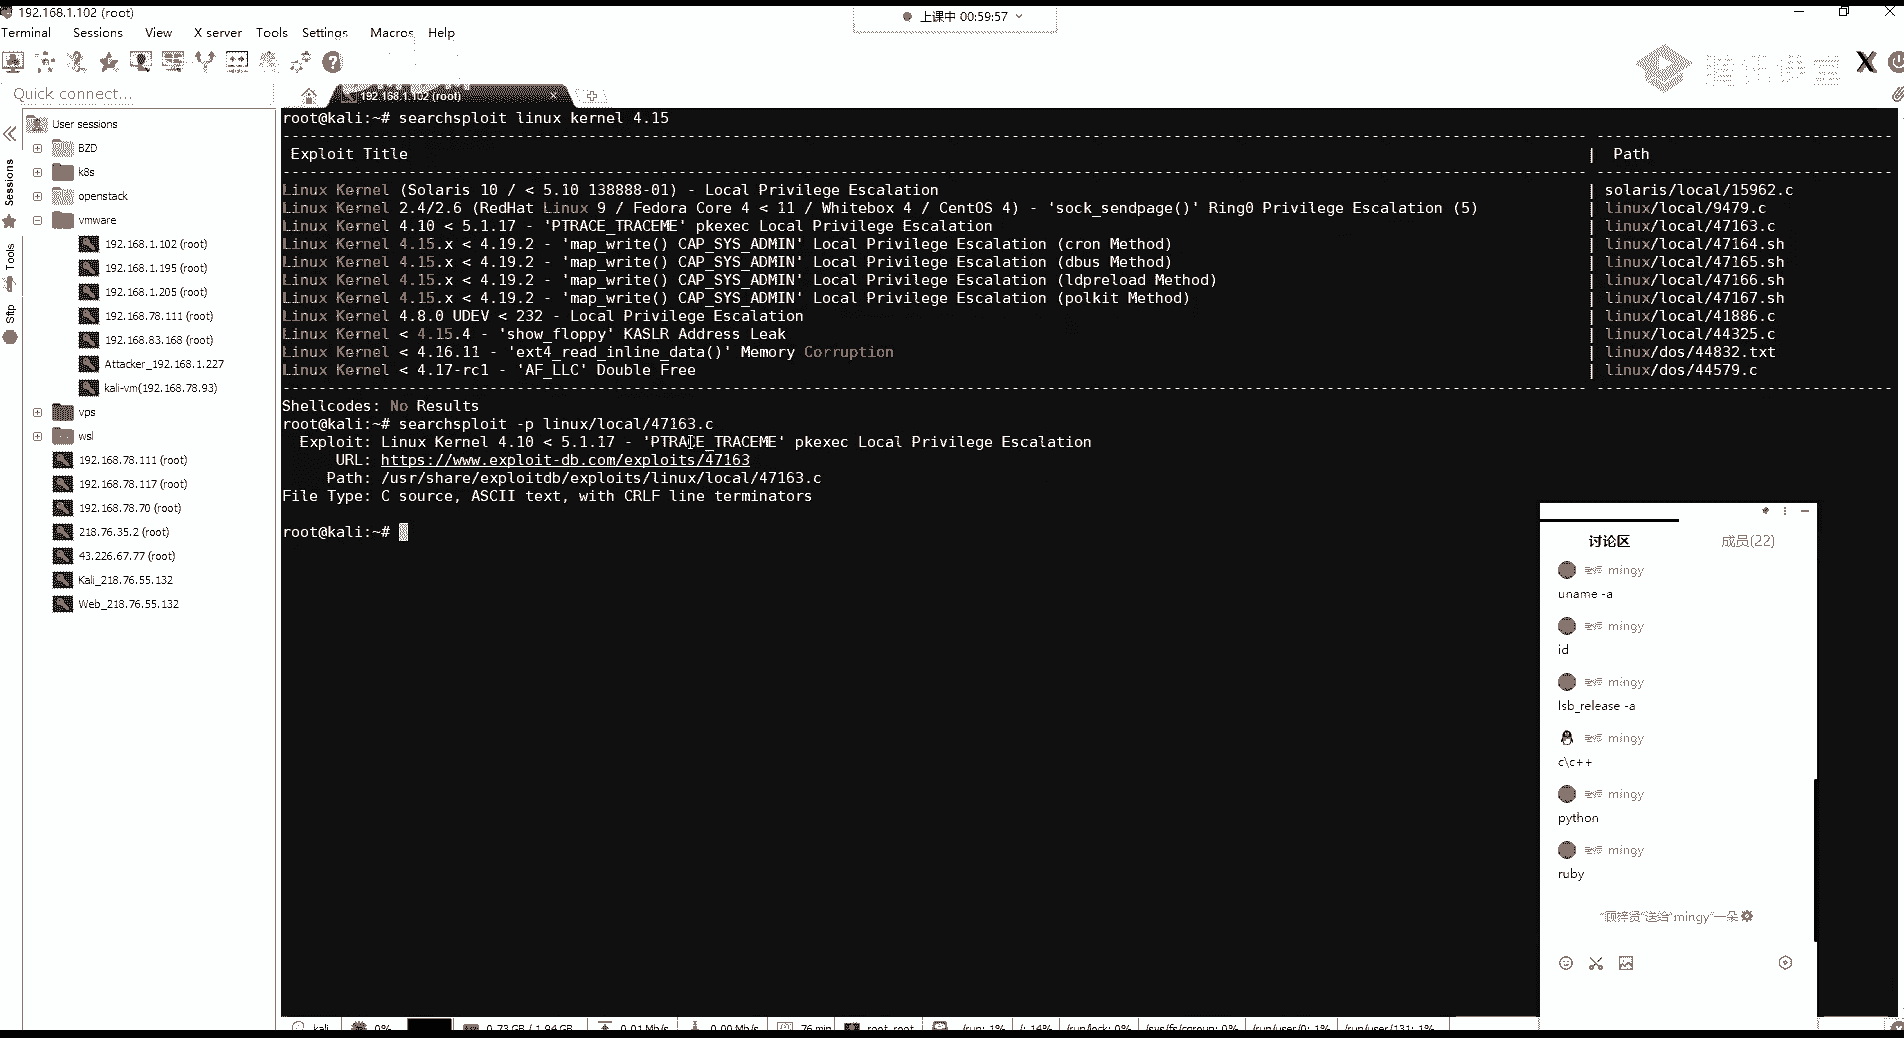 192.168.1.102 (root)
上课中 00:59:57
Terminal Sessions View X server Tools Settings Macros Help
Quick connect...
192.168.1.102 (root)
User sessions
BZD
k8s
openstack
vmware
192.168.1.102 (root)
192.168.1.195 (root)
192.168.1.205 (root)
192.168.78.111 (root)
192.168.83.168 (root)
Attacker_192.168.1.227
kali-vm(192.168.78.93)
vps
wsl
192.168.78.111 (root)
192.168.78.117 (root)
192.168.78.70 (root)
218.76.35.2 (root)
43.226.67.77 (root)
Kali_218.76.55.132
Web_218.76.55.132
Sessions
Tools
Sftp
root@kali:~# searchsploit linux kernel 4.15
Exploit Title | Path
Linux Kernel (Solaris 10 / < 5.10 138888-01) - Local Privilege Escalation | solaris/local/15962.c
Linux Kernel 2.4/2.6 (RedHat Linux 9 / Fedora Core 4 < 11 / Whitebox 4 / CentOS 4) - 'sock_sendpage()' Ring0 Privilege Escalation (5) | linux/local/9479.c
Linux Kernel 4.10 < 5.1.17 - 'PTRACE_TRACEME' pkexec Local Privilege Escalation | linux/local/47163.c
Linux Kernel 4.15.x < 4.19.2 - 'map_write() CAP_SYS_ADMIN' Local Privilege Escalation (cron Method) | linux/local/47164.sh
Linux Kernel 4.15.x < 4.19.2 - 'map_write() CAP_SYS_ADMIN' Local Privilege Escalation (dbus Method) | linux/local/47165.sh
Linux Kernel 4.15.x < 4.19.2 - 'map_write() CAP_SYS_ADMIN' Local Privilege Escalation (ldpreload Method) | linux/local/47166.sh
Linux Kernel 4.15.x < 4.19.2 - 'map_write() CAP_SYS_ADMIN' Local Privilege Escalation (polkit Method) | linux/local/47167.sh
Linux Kernel 4.8.0 UDEV < 232 - Local Privilege Escalation | linux/local/41886.c
Linux Kernel < 4.15.4 - 'show_floppy' KASLR Address Leak | linux/local/44325.c
Linux Kernel < 4.16.11 - 'ext4_read_inline_data()' Memory Corruption | linux/dos/44832.txt
Linux Kernel < 4.17-rc1 - 'AF_LLC' Double Free | linux/dos/44579.c
Shellcodes: No Results
root@kali:~# searchsploit -p linux/local/47163.c
Exploit: Linux Kernel 4.10 < 5.1.17 - 'PTRACE_TRACEME' pkexec Local Privilege Escalation
URL: https://www.exploit-db.com/exploits/47163
Path: /usr/share/exploitdb/exploits/linux/local/47163.c
File Type: C source, ASCII text, with CRLF line terminators
root@kali:~#
讨论区 成员(22)
mingy
uname -a
mingy
id
mingy
lsb_release -a
mingy
c\c++
mingy
python
mingy
ruby
送给"mingy"一朵
kali 0% 0.73 GB / 1.94 GB 0.01 Mb/s 0.00 Mb/s 76 min root root /run: 1% /: 14% /run/lock: 0% /sys/fs/cgroup: 0% /run/user/0: 1% /run/user/131: 1%